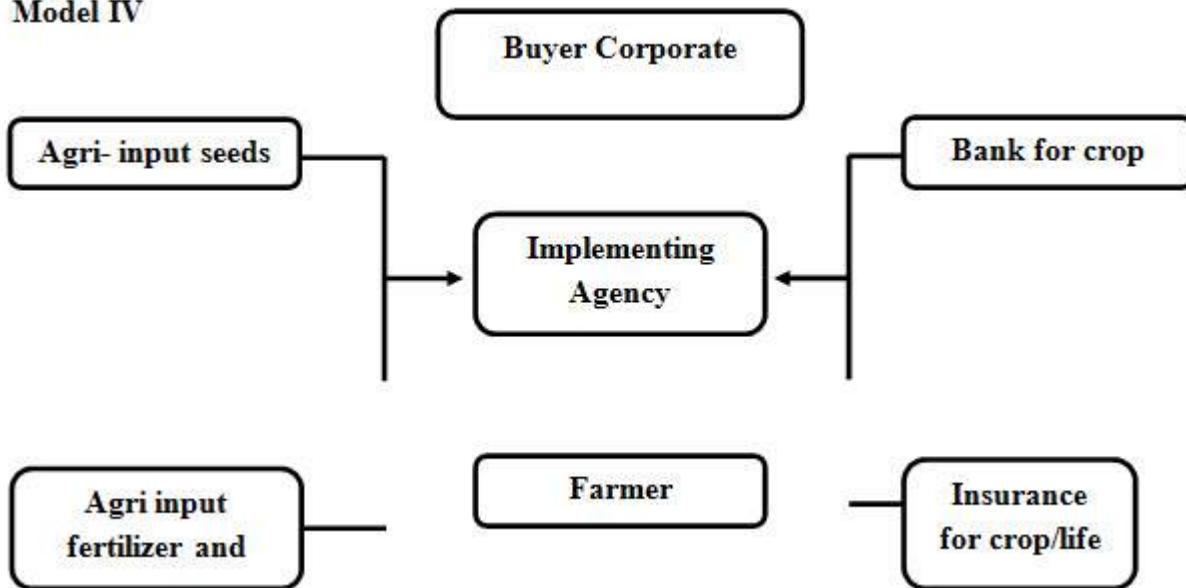 Model IV
Buyer Corporate
Agri- input seeds
Bank for crop
Implementing
Agency
Farmer
Agri input
fertilizer and
Insurance
for crop/life